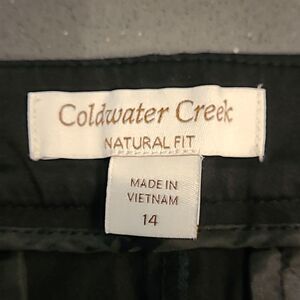 Coldwater Creek
NATURAL FIT
MADE IN
VIETNAM
14